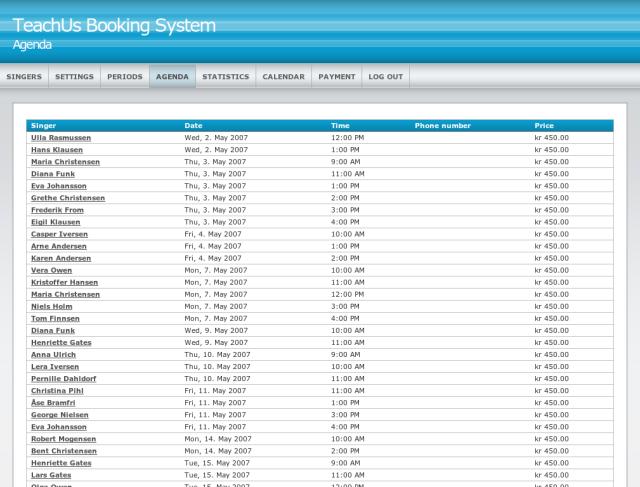 TeachUs Booking System
Agenda
SINGERS SETTINGS PERIODS AGENDA STATISTICS CALENDAR PAYMENT LOG OUT
Singer Date Time Phone number Price
Ulla Rasmussen Wed, 2. May 2007 12:00 PM kr 450.00
Hans Klausen Wed, 2. May 2007 1:00 PM kr 450.00
Maria Christensen Thu, 3. May 2007 9:00 AM kr 450.00
Diana Funk Thu, 3. May 2007 11:00 AM kr 450.00
Eva Johansson Thu, 3. May 2007 1:00 PM kr 450.00
Grethe Christensen Thu, 3. May 2007 2:00 PM kr 450.00
Frederik From Thu, 3. May 2007 3:00 PM kr 450.00
Eigil Klausen Thu, 3. May 2007 4:00 PM kr 450.00
Casper Iversen Fri, 4. May 2007 10:00 AM kr 450.00
Arne Andersen Fri, 4. May 2007 1:00 PM kr 450.00
Karen Andersen Fri, 4. May 2007 2:00 PM kr 450.00
Vera Owen Mon, 7. May 2007 10:00 AM kr 450.00
Kristoffer Hansen Mon, 7. May 2007 11:00 AM kr 450.00
Maria Christensen Mon, 7. May 2007 12:00 PM kr 450.00
Niels Holm Mon, 7. May 2007 3:00 PM kr 450.00
Tom Finnsen Mon, 7. May 2007 4:00 PM kr 450.00
Diana Funk Wed, 9. May 2007 10:00 AM kr 450.00
Henriette Gates Wed, 9. May 2007 11:00 AM kr 450.00
Anna Ulrich Thu, 10. May 2007 9:00 AM kr 450.00
Lera Iversen Thu, 10. May 2007 10:00 AM kr 450.00
Pernille Dahldorf Thu, 10. May 2007 11:00 AM kr 450.00
Christina Pihl Fri, 11. May 2007 11:00 AM kr 450.00
Åse Bramfri Fri, 11. May 2007 1:00 PM kr 450.00
George Nielsen Fri, 11. May 2007 3:00 PM kr 450.00
Eva Johansson Fri, 11. May 2007 4:00 PM kr 450.00
Robert Mogensen Mon, 14. May 2007 10:00 AM kr 450.00
Bent Christensen Mon, 14. May 2007 2:00 PM kr 450.00
Henriette Gates Tue, 15. May 2007 9:00 AM kr 450.00
Lars Gates Tue, 15. May 2007 11:00 AM kr 450.00